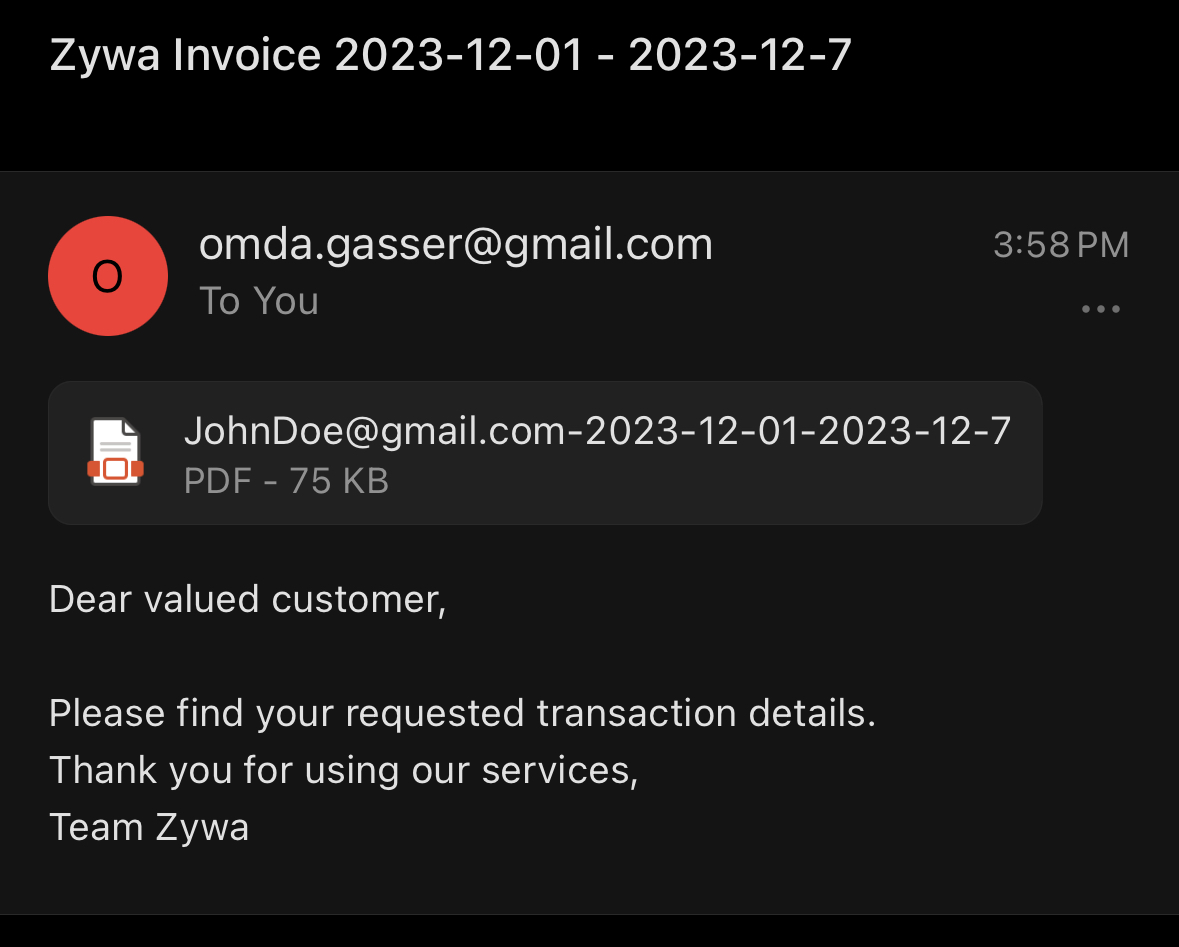 Zywa Invoice 2023-12-01 - 2023-12-7
O
omda.gasser@gmail.com
3:58 PM
To You
JohnDoe@gmail.com-2023-12-01-2023-12-7
PDF - 75 KB
Dear valued customer,
Please find your requested transaction details.
Thank you for using our services,
Team Zywa